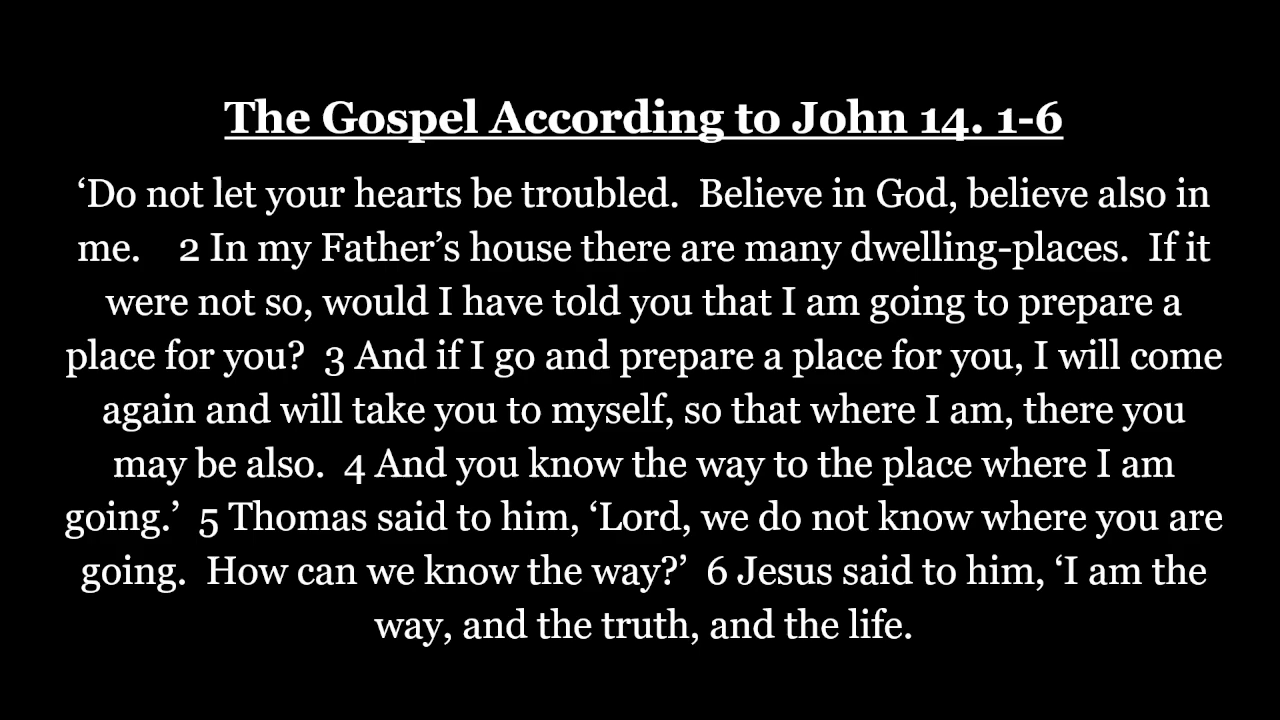 The Gospel According to John 14. 1-6
‘Do not let your hearts be troubled.  Believe in God, believe also in
me.    2 In my Father’s house there are many dwelling-places.  If it
were not so, would I have told you that I am going to prepare a
place for you?  3 And if I go and prepare a place for you, I will come
again and will take you to myself, so that where I am, there you
may be also.  4 And you know the way to the place where I am
going.’  5 Thomas said to him, ‘Lord, we do not know where you are
going.  How can we know the way?’  6 Jesus said to him, ‘I am the
way, and the truth, and the life.